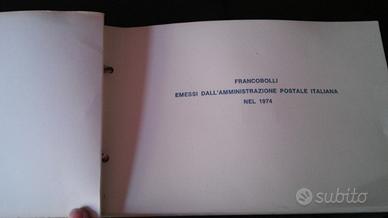 FRANCOBOLLI
EMESSI DALL'AMMINISTRAZIONE POSTALE ITALIANA
NEL 1974
subito